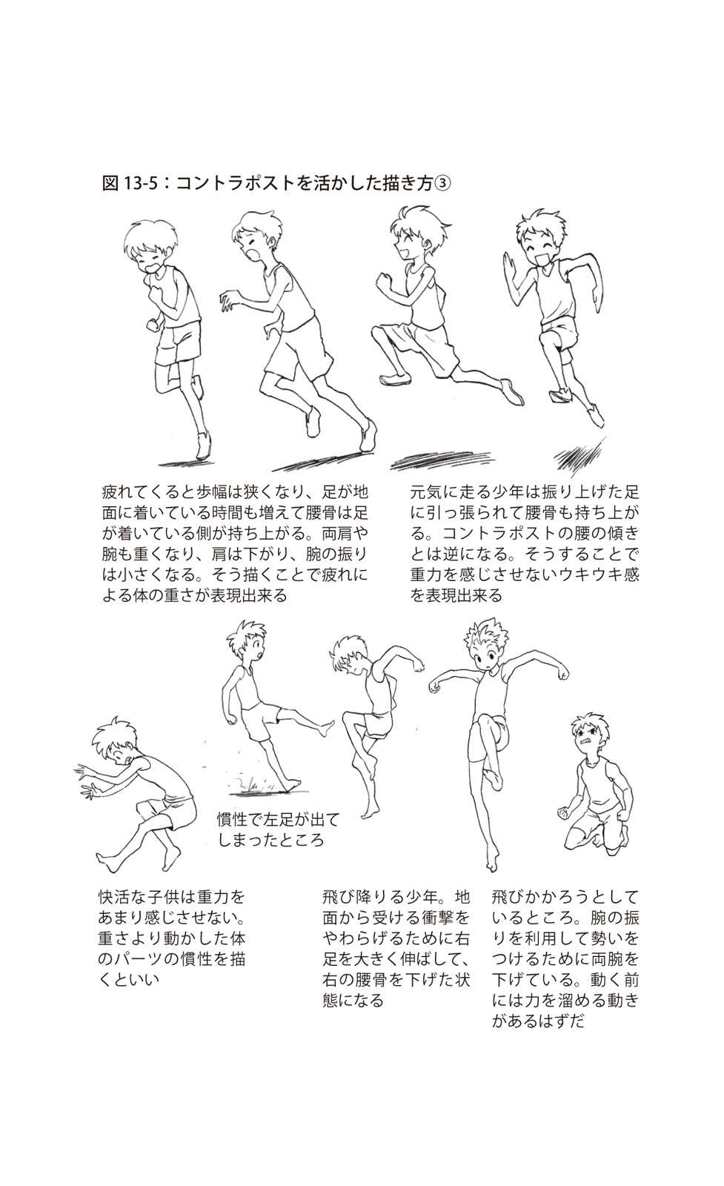 図 13-5：コントラポストを活かした描き方③
疲れてくると歩幅は狭くなり、足が地
面に着いている時間も増えて腰骨は足
が着いている側が持ち上がる。両肩や
腕も重くなり、肩は下がり、腕の振り
は小さくなる。そう描くことで疲れに
よる体の重さが表現出来る
元気に走る少年は振り上げた足
に引っ張られて腰骨も持ち上が
る。コントラポストの腰の傾き
とは逆になる。そうすることで
重力を感じさせないウキウキ感
を表現出来る
慣性で左足が出て
しまったところ
快活な子供は重力を
あまり感じさせない。
重さより動かした体
のパーツの慣性を描
くといい
飛び降りる少年。地
面から受ける衝撃を
やわらげるために右
足を大きく伸ばして、
右の腰骨を下げた状
態になる
飛びかかろうとして
いるところ。腕の振
りを利用して勢いを
つけるために両腕を
下げている。動く前
には力を溜める動き
があるはずだ